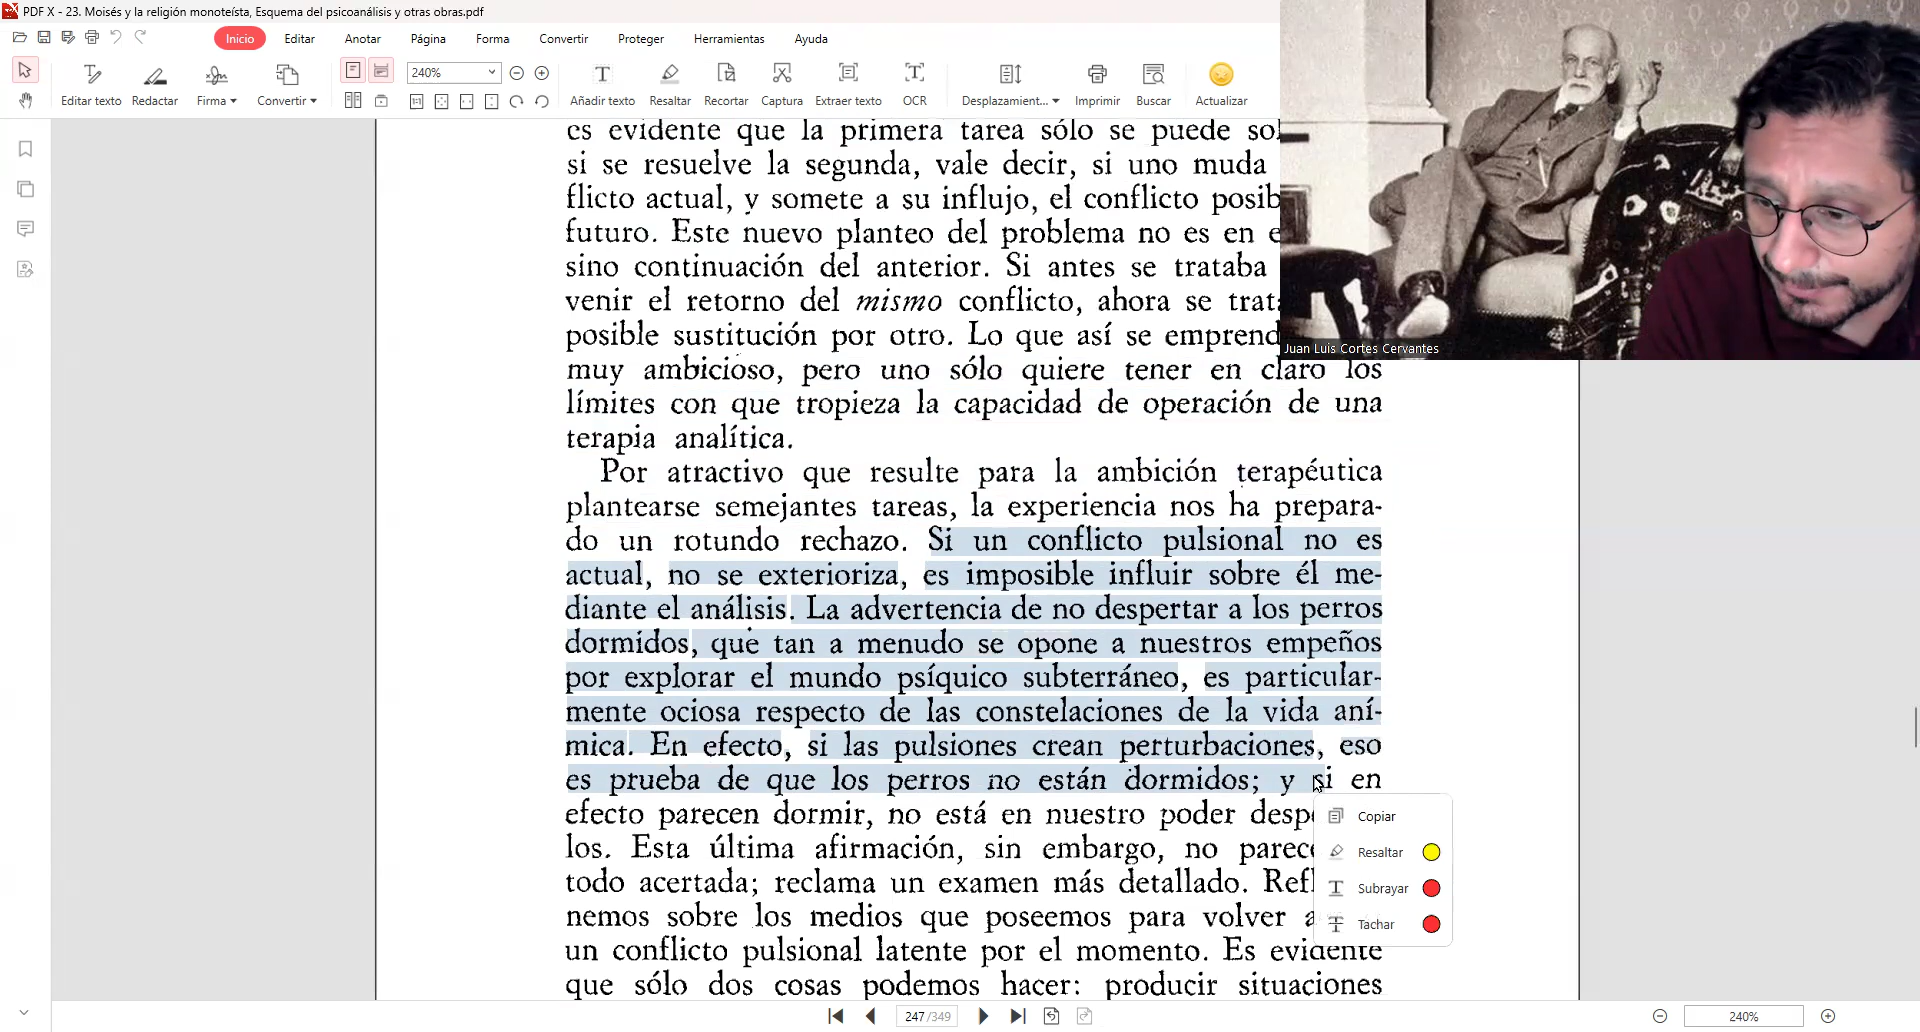 PDF X - 23. Moisés y la religión monoteísta, Esquema del psicoanálisis y otras obras.pdf
Inicio Editar Anotar Página Forma Convertir Proteger Herramientas Ayuda
240%
Editar texto Redactar Firma Convertir Añadir texto Resaltar Recortar Captura Extraer texto OCR Desplazamient... Imprimir Buscar Actualizar
es evidente que la primera tarea sólo se puede sol
si se resuelve la segunda, vale decir, si uno muda
flicto actual, y somete a su influjo, el conflicto posib
futuro. Este nuevo planteo del problema no es en e
sino continuación del anterior. Si antes se trataba
venir el retorno del mismo conflicto, ahora se trata
posible sustitución por otro. Lo que así se emprend
muy ambicioso, pero uno sólo quiere tener en claro los
límites con que tropieza la capacidad de operación de una
terapia analítica.
Por atractivo que resulte para la ambición terapéutica
plantearse semejantes tareas, la experiencia nos ha prepara-
do un rotundo rechazo. Si un conflicto pulsional no es
actual, no se exterioriza, es imposible influir sobre él me-
diante el análisis. La advertencia de no despertar a los perros
dormidos, que tan a menudo se opone a nuestros empeños
por explorar el mundo psíquico subterráneo, es particular-
mente ociosa respecto de las constelaciones de la vida aní-
mica. En efecto, si las pulsiones crean perturbaciones, eso
es prueba de que los perros no están dormidos; y si en
efecto parecen dormir, no está en nuestro poder despe
los. Esta última afirmación, sin embargo, no parece
todo acertada; reclama un examen más detallado. Refl
nemos sobre los medios que poseemos para volver a
un conflicto pulsional latente por el momento. Es evidente
que sólo dos cosas podemos hacer: producir situaciones
Juan Luis Cortes Cervantes
Copiar
Resaltar
Subrayar
Tachar
247 /349
240%